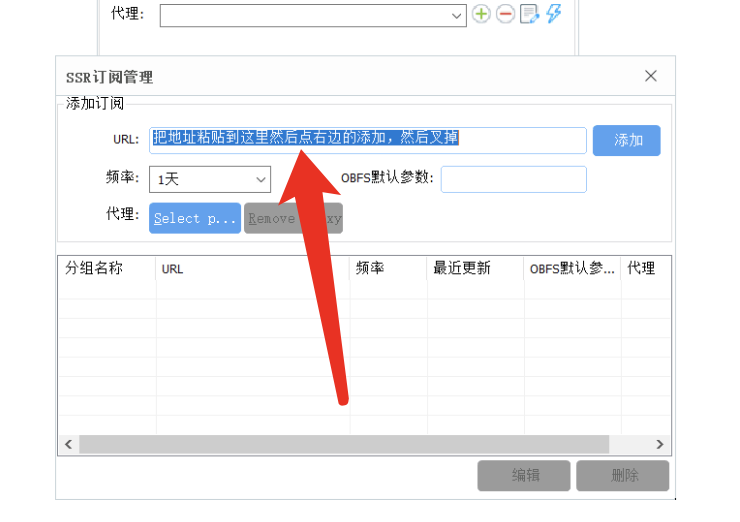 代理:
SSR订阅管理
添加订阅
URL: 把地址粘贴到这里然后点右边的添加，然后叉掉 添加
频率: 1天 OBFS默认参数:
代理: Select p... Remove xy
分组名称 URL 频率 最近更新 OBFS默认参... 代理
编辑 删除